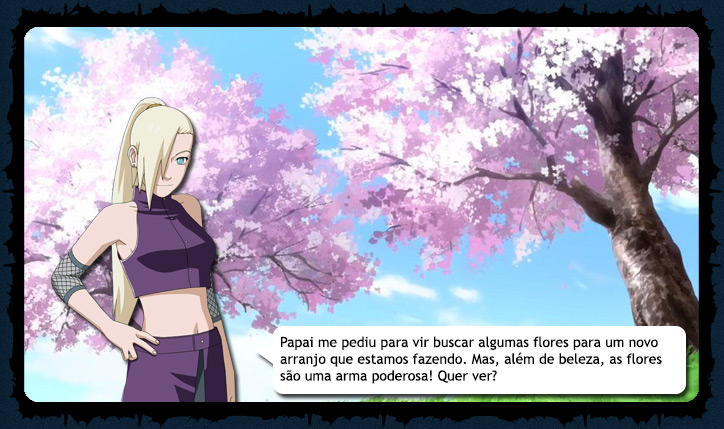 Papai me pediu para vir buscar algumas flores para um novo
arranjo que estamos fazendo. Mas, além de beleza, as flores
são uma arma poderosa! Quer ver?